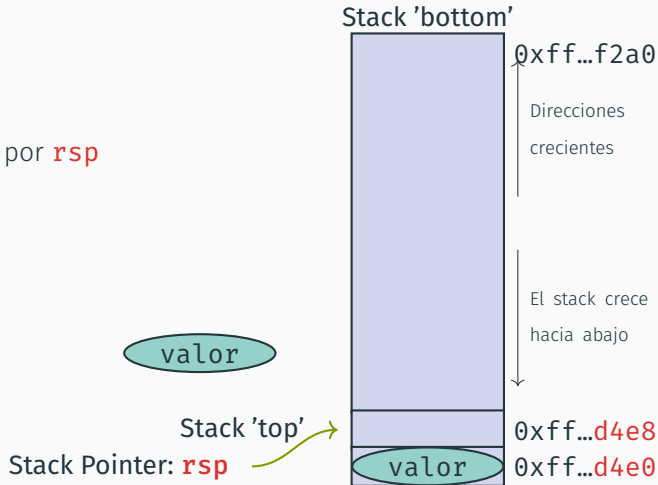 Stack 'bottom'
0xff…f2a0
Direcciones
crecientes
por rsp
El stack crece
hacia abajo
valor
Stack 'top'
0xff…d4e8
Stack Pointer: rsp
valor
0xff…d4e0